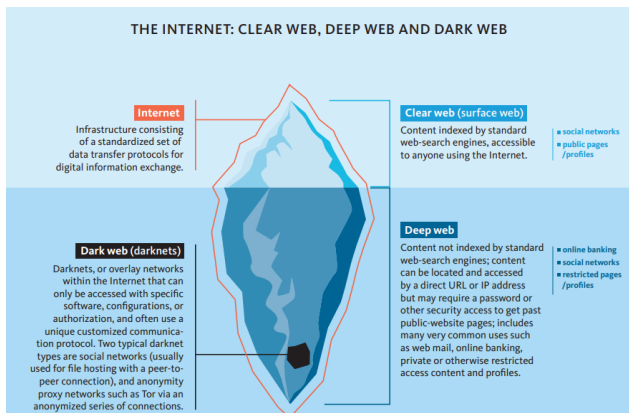 THE INTERNET: CLEAR WEB, DEEP WEB AND DARK WEB
Internet
Infrastructure consisting
of a standardized set of
data transfer protocols for
digital information exchange.
Clear web (surface web)
Content indexed by standard
web-search engines, accessible
to anyone using the Internet.
■ social networks
■ public pages
/profiles
Dark web (darknets)
Darknets, or overlay networks
within the Internet that can
only be accessed with specific
software, configurations, or
authorization, and often use a
unique customized communica-
tion protocol. Two typical darknet
types are social networks (usually
used for file hosting with a peer-to-
peer connection), and anonymity
proxy networks such as Tor via an
anonymized series of connections.
Deep web
Content not indexed by standard
web-search engines; content
can be located and accessed
by a direct URL or IP address
but may require a password or
other security access to get past
public-website pages; includes
many very common uses such
as web mail, online banking,
private or otherwise restricted
access content and profiles.
■ online banking
■ social networks
■ restricted pages
/profiles